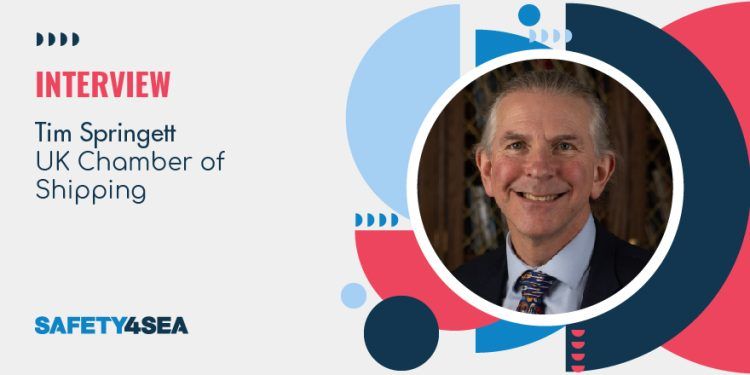 INTERVIEW
Tim Springett
UK Chamber of
Shipping
SAFETY4SEA